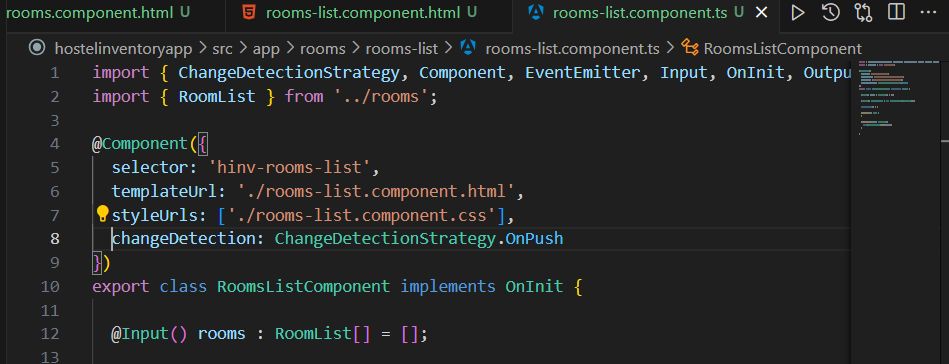 rooms.component.html U rooms-list.component.html U rooms-list.component.ts U
hostelinventoryapp > src > app > rooms > rooms-list > rooms-list.component.ts > RoomsListComponent
1 import { ChangeDetectionStrategy, Component, EventEmitter, Input, OnInit, Outpu
2 import { RoomList } from '../rooms';
3
4 @Component({
5 selector: 'hinv-rooms-list',
6 templateUrl: './rooms-list.component.html',
7 styleUrls: ['./rooms-list.component.css'],
8 changeDetection: ChangeDetectionStrategy.OnPush
9 })
10 export class RoomsListComponent implements OnInit {
11
12 @Input() rooms : RoomList[] = [];
13